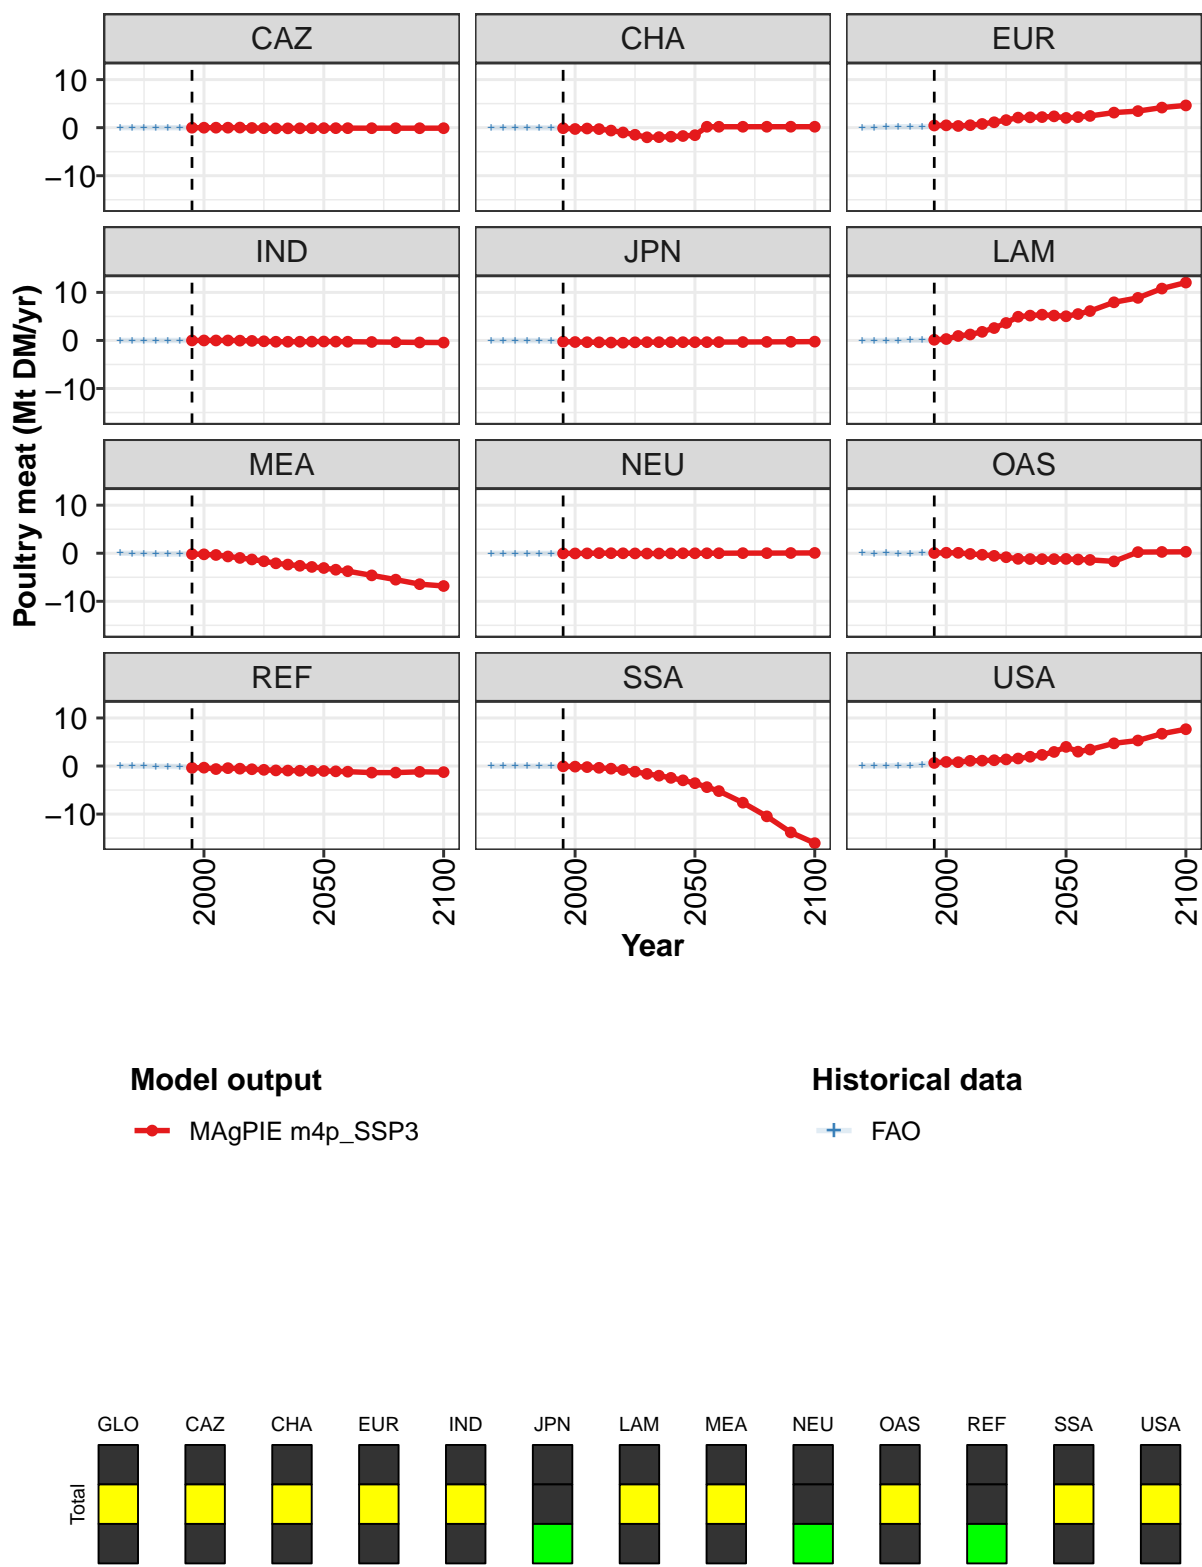 CAZ CHA EUR
10
0
−10
IND JPN LAM
10
0
−10
MEA NEU OAS
10
0
−10
REF SSA USA
10
0
−10
2000 2050 2100 2000 2050 2100 2000 2050 2100
Year
Poultry meat (Mt DM/yr)
Model output Historical data
MAgPIE m4p_SSP3 FAO
GLO CAZ CHA EUR IND JPN LAM MEA NEU OAS REF SSA USA
Total